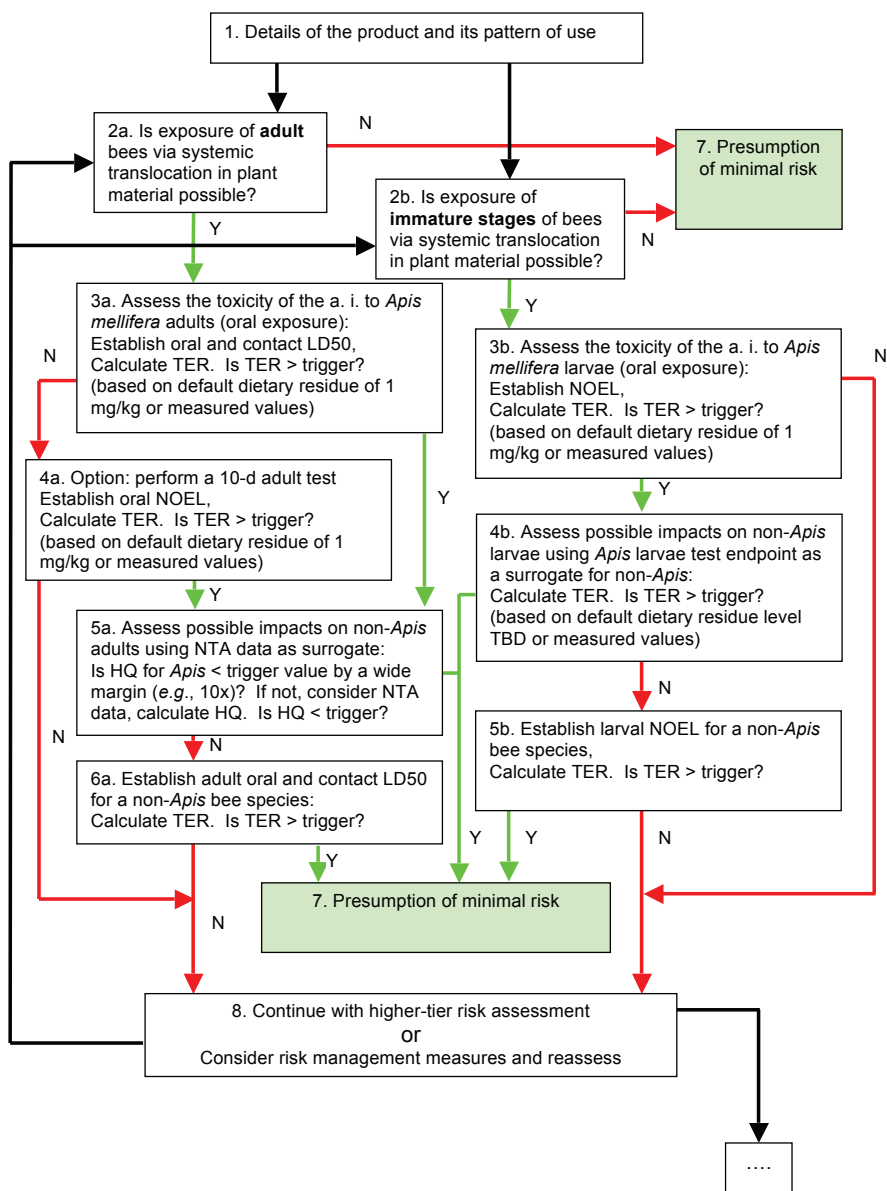 1. Details of the product and its pattern of use
2a. Is exposure of adult
bees via systemic
translocation in plant
material possible?
N
7. Presumption
of minimal risk
2b. Is exposure of
immature stages of bees
via systemic translocation
in plant material possible?
N
Y
Y
3a. Assess the toxicity of the a. i. to Apis
mellifera adults (oral exposure):
Establish oral and contact LD50,
Calculate TER. Is TER > trigger?
(based on default dietary residue of 1
mg/kg or measured values)
N
3b. Assess the toxicity of the a. i. to Apis
mellifera larvae (oral exposure):
Establish NOEL,
Calculate TER. Is TER > trigger?
(based on default dietary residue of 1
mg/kg or measured values)
N
4a. Option: perform a 10-d adult test
Establish oral NOEL,
Calculate TER. Is TER > trigger?
(based on default dietary residue of 1
mg/kg or measured values)
Y
Y
4b. Assess possible impacts on non-Apis
larvae using Apis larvae test endpoint as
a surrogate for non-Apis:
Calculate TER. Is TER > trigger?
(based on default dietary residue level
TBD or measured values)
Y
5a. Assess possible impacts on non-Apis
adults using NTA data as surrogate:
Is HQ for Apis < trigger value by a wide
margin (e.g., 10x)? If not, consider NTA
data, calculate HQ. Is HQ < trigger?
N
5b. Establish larval NOEL for a non-Apis
bee species,
Calculate TER. Is TER > trigger?
N
N
6a. Establish adult oral and contact LD50
for a non-Apis bee species:
Calculate TER. Is TER > trigger?
Y
Y
Y
N
7. Presumption of minimal risk
N
8. Continue with higher-tier risk assessment
or
Consider risk management measures and reassess
....